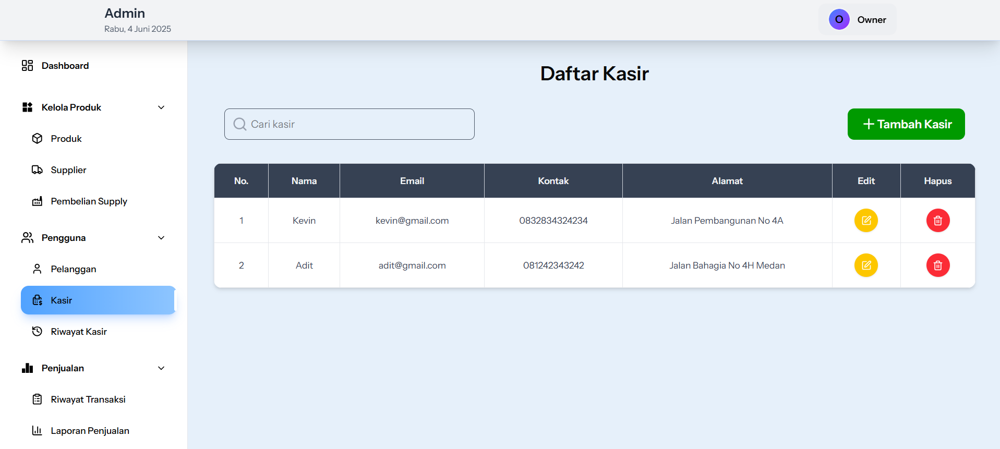 Admin
Rabu, 4 Juni 2025
O Owner
Dashboard
Kelola Produk
Produk
Supplier
Pembelian Supply
Pengguna
Pelanggan
Kasir
Riwayat Kasir
Penjualan
Riwayat Transaksi
Laporan Penjualan
Daftar Kasir
Cari kasir
+ Tambah Kasir
No. Nama Email Kontak Alamat Edit Hapus
1 Kevin kevin@gmail.com 0832834324234 Jalan Pembangunan No 4A
2 Adit adit@gmail.com 081242343242 Jalan Bahagia No 4H Medan